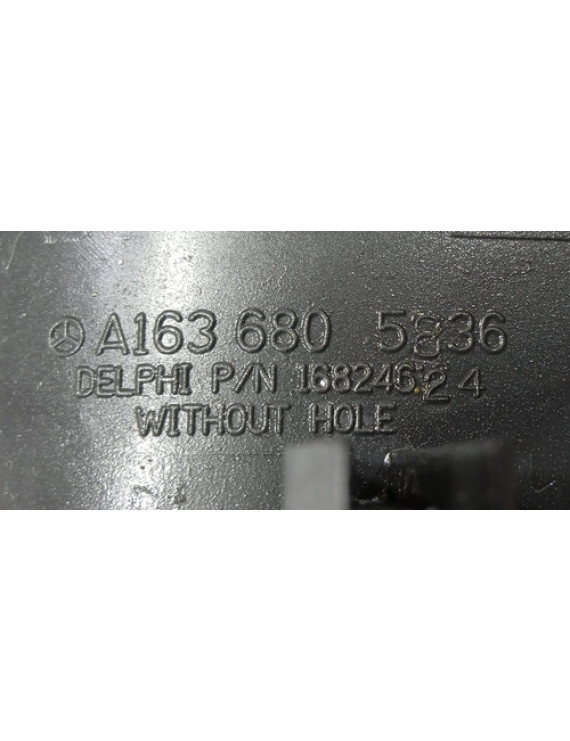 A163 680 5836
DELPHI P/N 16824624
WITHOUT HOLE